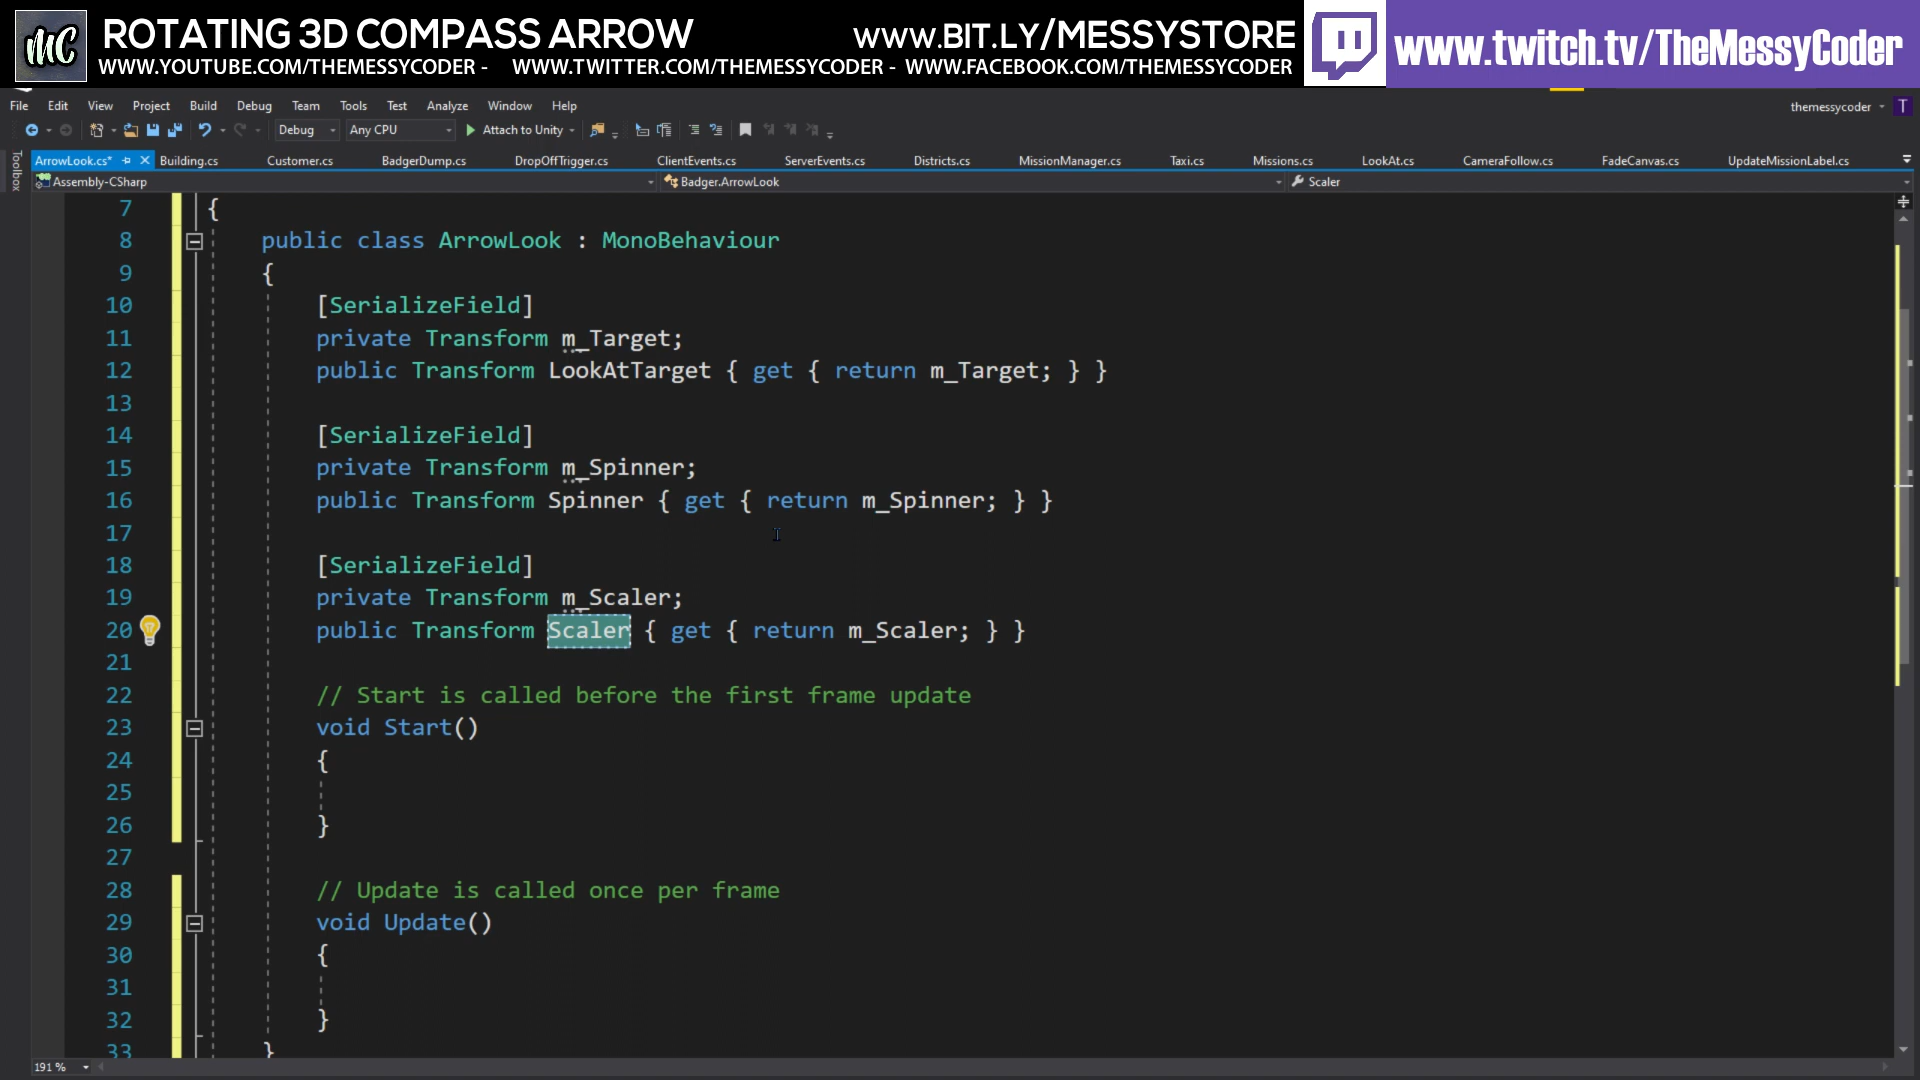 MC
ROTATING 3D COMPASS ARROW
WWW.BIT.LY/MESSYSTORE
www.twitch.tv/TheMessyCoder
WWW.YOUTUBE.COM/THEMESSYCODER - WWW.TWITTER.COM/THEMESSYCODER - WWW.FACEBOOK.COM/THEMESSYCODER
File Edit View Project Build Debug Team Tools Test Analyze Window Help
themessycoder T
Debug Any CPU Attach to Unity
Toolbox
ArrowLook.cs* Building.cs Customer.cs BadgerDump.cs DropOffTrigger.cs ClientEvents.cs ServerEvents.cs Districts.cs MissionManager.cs Taxi.cs Missions.cs LookAt.cs CameraFollow.cs FadeCanvas.cs UpdateMissionLabel.cs
Assembly-CSharp Badger.ArrowLook Scaler
7 {
8 public class ArrowLook : MonoBehaviour
9 {
10 [SerializeField]
11 private Transform m_Target;
12 public Transform LookAtTarget { get { return m_Target; } }
13
14 [SerializeField]
15 private Transform m_Spinner;
16 public Transform Spinner { get { return m_Spinner; } }
17
18 [SerializeField]
19 private Transform m_Scaler;
20 public Transform Scaler { get { return m_Scaler; } }
21
22 // Start is called before the first frame update
23 void Start()
24 {
25
26 }
27
28 // Update is called once per frame
29 void Update()
30 {
31
32 }
33 }
191 %